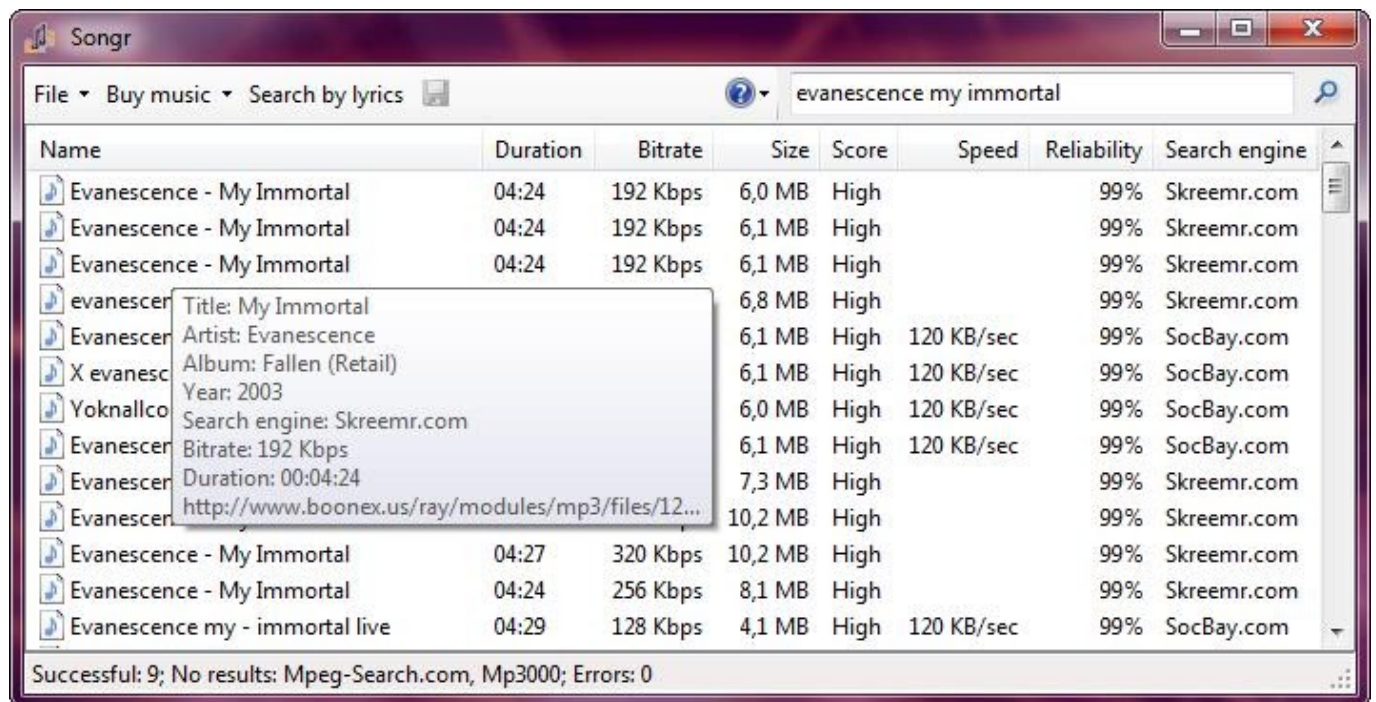 Songr
File Buy music Search by lyrics evanescence my immortal
Name Duration Bitrate Size Score Speed Reliability Search engine
Evanescence - My Immortal 04:24 192 Kbps 6,0 MB High 99% Skreemr.com
Evanescence - My Immortal 04:24 192 Kbps 6,1 MB High 99% Skreemr.com
Evanescence - My Immortal 04:24 192 Kbps 6,1 MB High 99% Skreemr.com
evanescen 6,8 MB High 99% Skreemr.com
Evanescen 6,1 MB High 120 KB/sec 99% SocBay.com
X evanesc 6,1 MB High 120 KB/sec 99% SocBay.com
Yoknallco 6,0 MB High 120 KB/sec 99% SocBay.com
Evanescen 6,1 MB High 120 KB/sec 99% SocBay.com
Evanescen 7,3 MB High 99% Skreemr.com
Evanescen 10,2 MB High 99% Skreemr.com
Evanescence - My Immortal 04:27 320 Kbps 10,2 MB High 99% Skreemr.com
Evanescence - My Immortal 04:24 256 Kbps 8,1 MB High 99% Skreemr.com
Evanescence my - immortal live 04:29 128 Kbps 4,1 MB High 120 KB/sec 99% SocBay.com
Title: My Immortal
Artist: Evanescence
Album: Fallen (Retail)
Year: 2003
Search engine: Skreemr.com
Bitrate: 192 Kbps
Duration: 00:04:24
http://www.boonex.us/ray/modules/mp3/files/12...
Successful: 9; No results: Mpeg-Search.com, Mp3000; Errors: 0